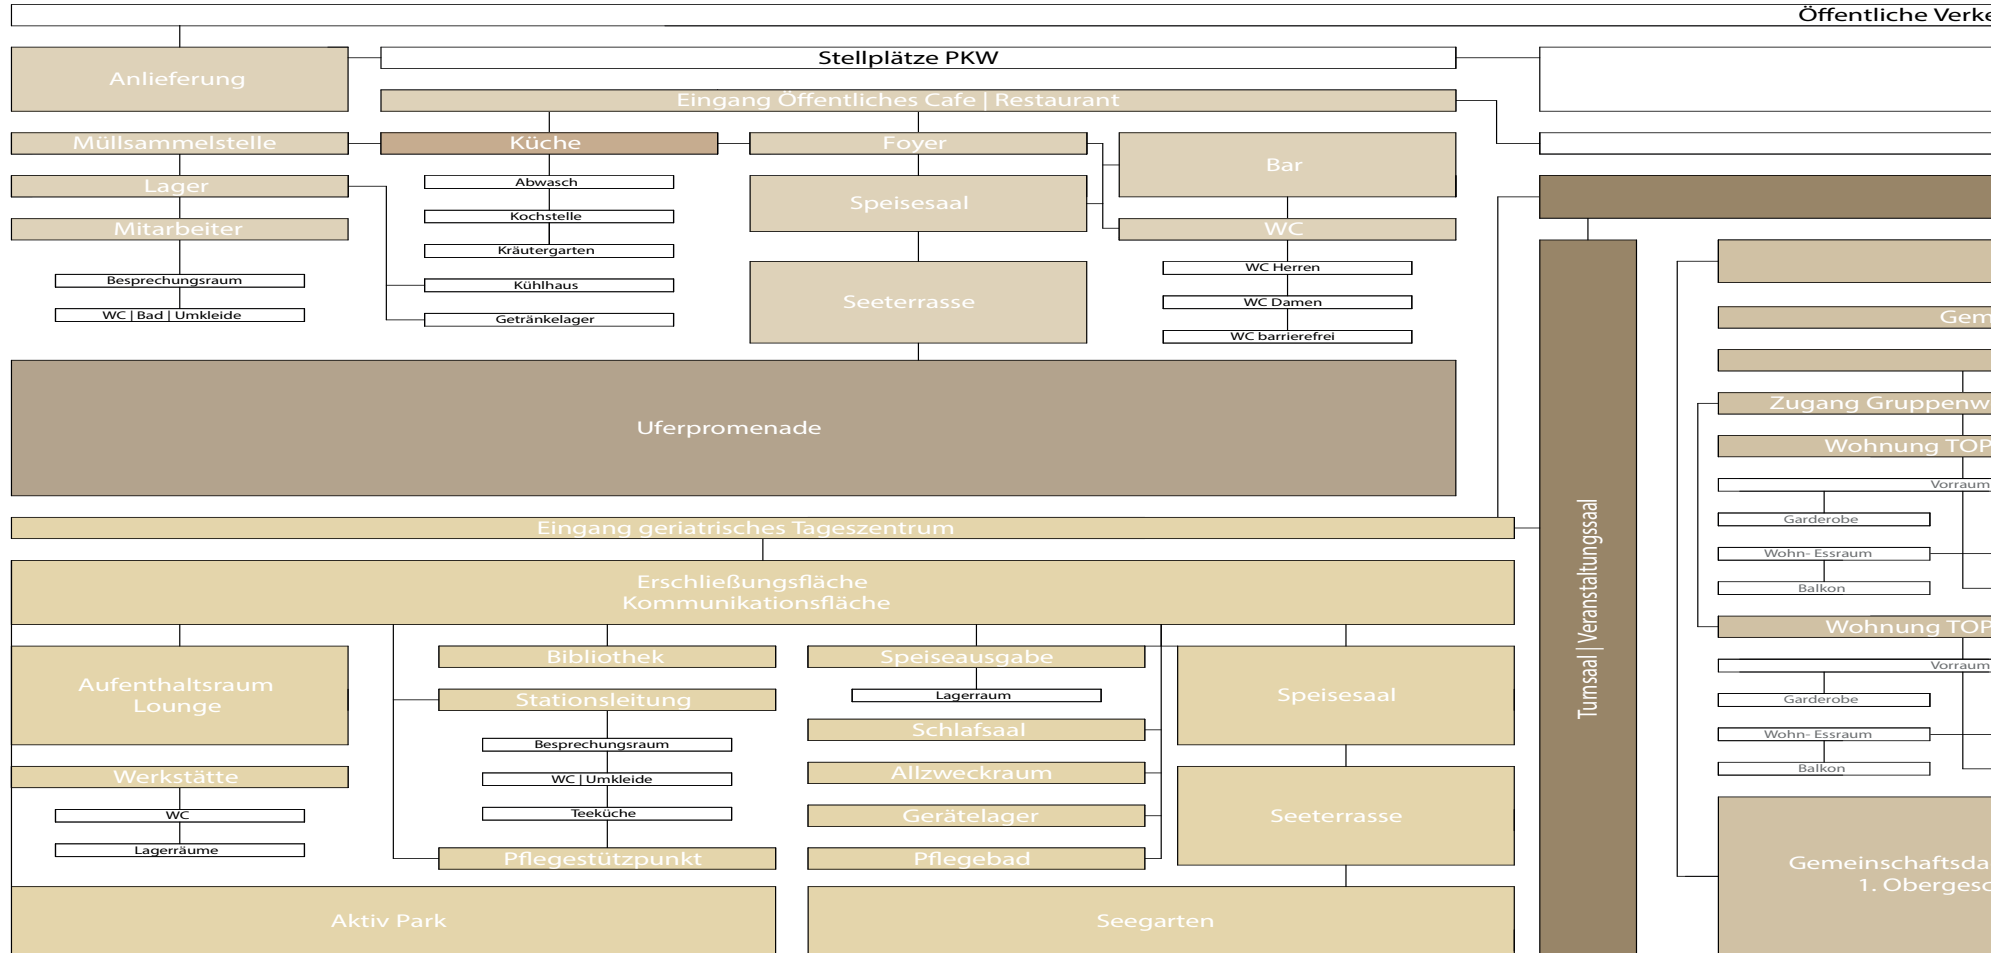 Öffentliche Verke
Stellplätze PKW
Anlieferung
Eingang Öffentliches Cafe | Restaurant
Müllsammelstelle
Küche
Foyer
Bar
Lager
Abwasch
Speisesaal
Kochstelle
Mitarbeiter
WC
Kräutergarten
WC Herren
Besprechungsraum
Kühlhaus
Seeterrasse
WC Damen
WC | Bad | Umkleide
Getränkelager
WC barrierefrei
Gem
Uferpromenade
Zugang Gruppenw
Wohnung TOP
Vorraum
Garderobe
Wohn- Essraum
Balkon
Eingang geriatrisches Tageszentrum
Turnsaal | Veranstaltungssaal
Erschließungsfläche
Kommunikationsfläche
Wohnung TOP
Vorraum
Garderobe
Wohn- Essraum
Balkon
Aufenthaltsraum
Lounge
Bibliothek
Speiseausgabe
Speisesaal
Stationsleitung
Lagerraum
Schlafsaal
Besprechungsraum
Werkstätte
WC | Umkleide
Allzweckraum
WC
Teeküche
Gerätelager
Seeterrasse
Lagerräume
Pflegestützpunkt
Pflegebad
Gemeinschaftsda
1. Obergesc
Aktiv Park
Seegarten